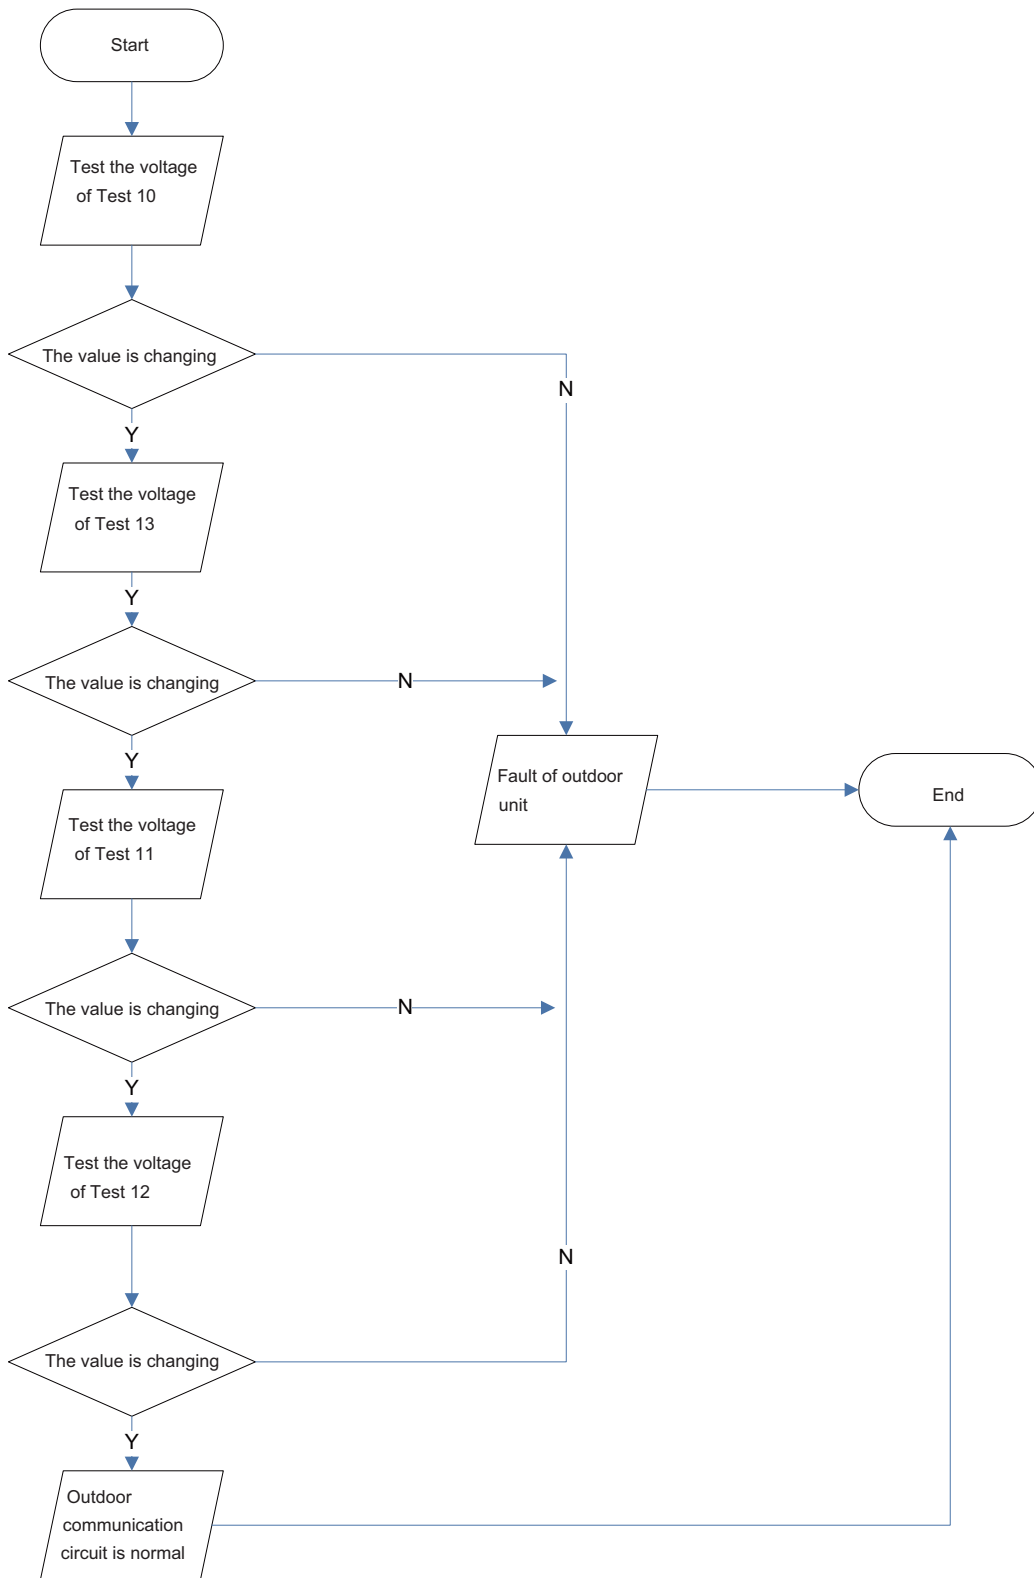 Start
Test the voltage
of Test 10
The value is changing
N
Y
Test the voltage
of Test 13
Y
The value is changing
N
Y
Fault of outdoor
unit
End
Test the voltage
of Test 11
The value is changing
N
Y
Test the voltage
of Test 12
N
The value is changing
Y
Outdoor
communication
circuit is normal